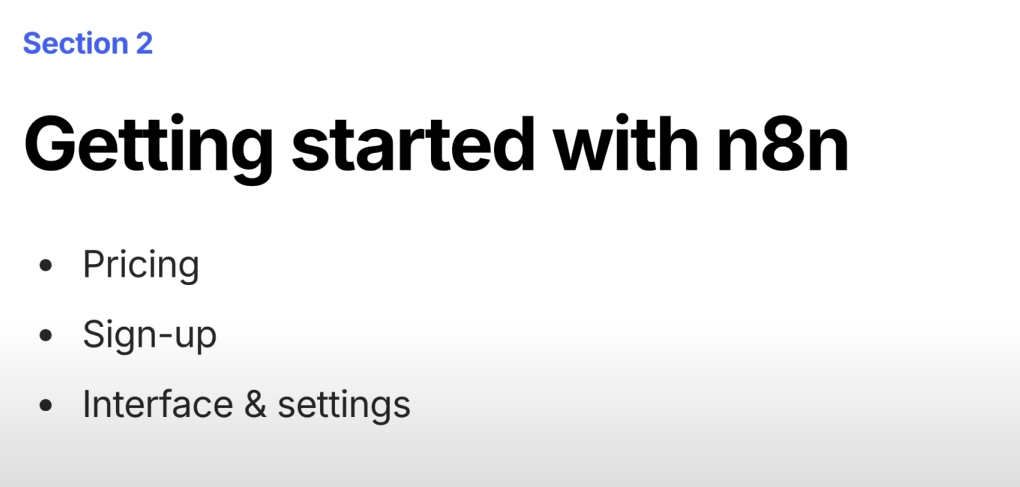 Section 2
Getting started with n8n
• Pricing
• Sign-up
• Interface & settings